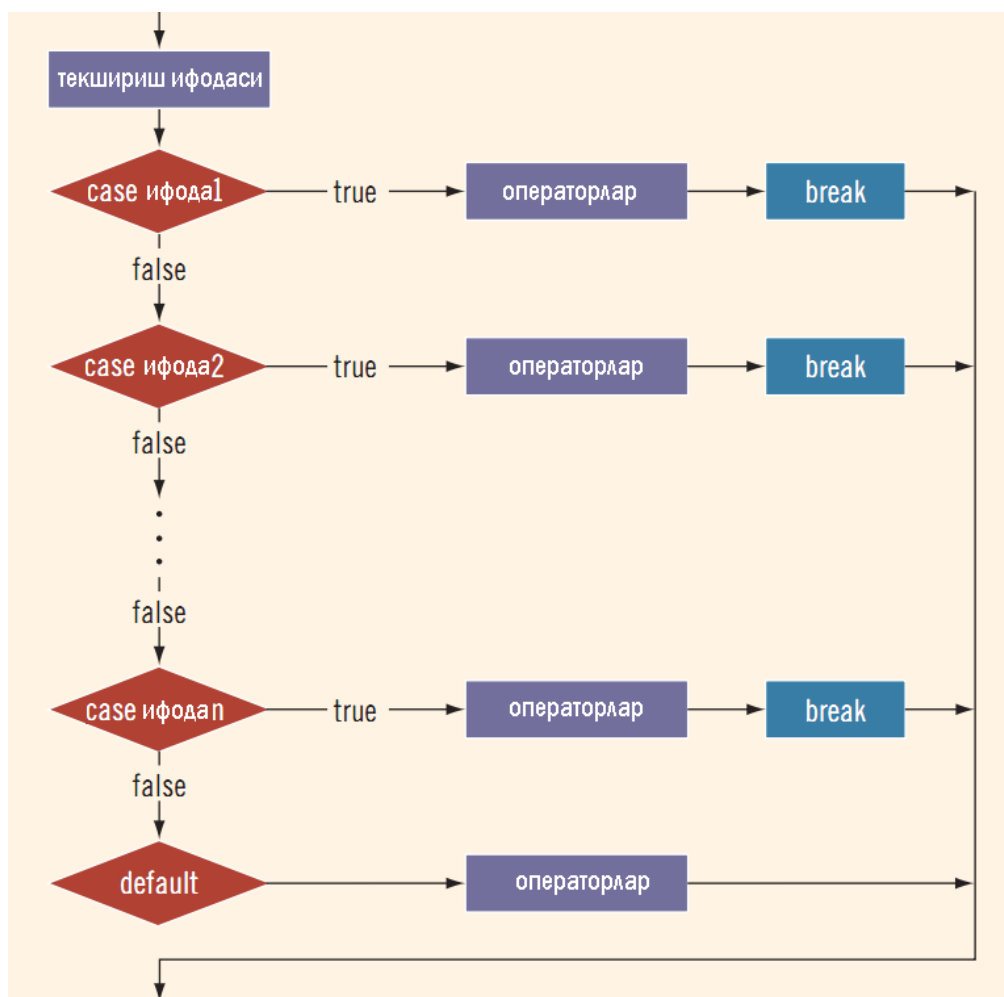 текшириш ифодаси
case ифода1
true
операторлар
break
false
case ифода2
true
операторлар
break
false
false
case ифодаn
true
операторлар
break
false
default
операторлар